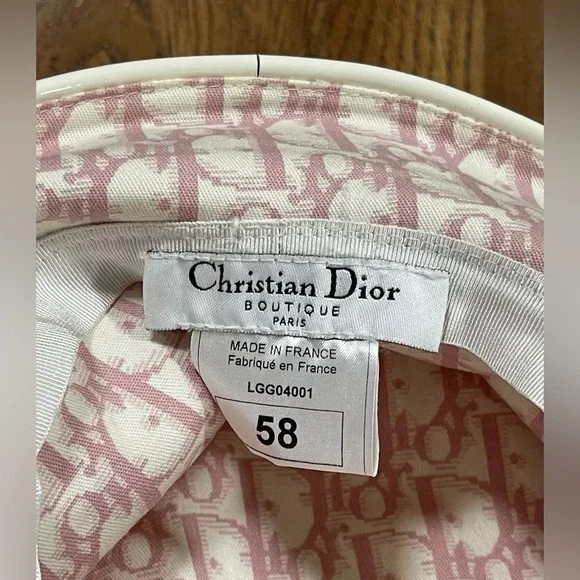 Christian Dior
BOUTIQUE
PARIS
MADE IN FRANCE
Fabriqué en France
LGG04001
58